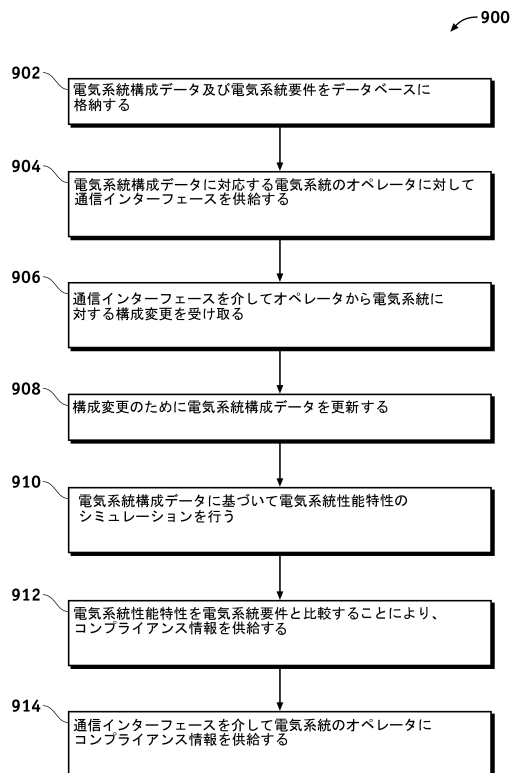 900
902
電気系統構成データ及び電気系統要件をデータベースに
格納する
904
電気系統構成データに対応する電気系統のオペレータに対して
通信インターフェースを供給する
906
通信インターフェースを介してオペレータから電気系統に
対する構成変更を受け取る
908
構成変更のために電気系統構成データを更新する
910
電気系統構成データに基づいて電気系統性能特性の
シミュレーションを行う
912
電気系統性能特性を電気系統要件と比較することにより、
コンプライアンス情報を供給する
914
通信インターフェースを介して電気系統のオペレータに
コンプライアンス情報を供給する